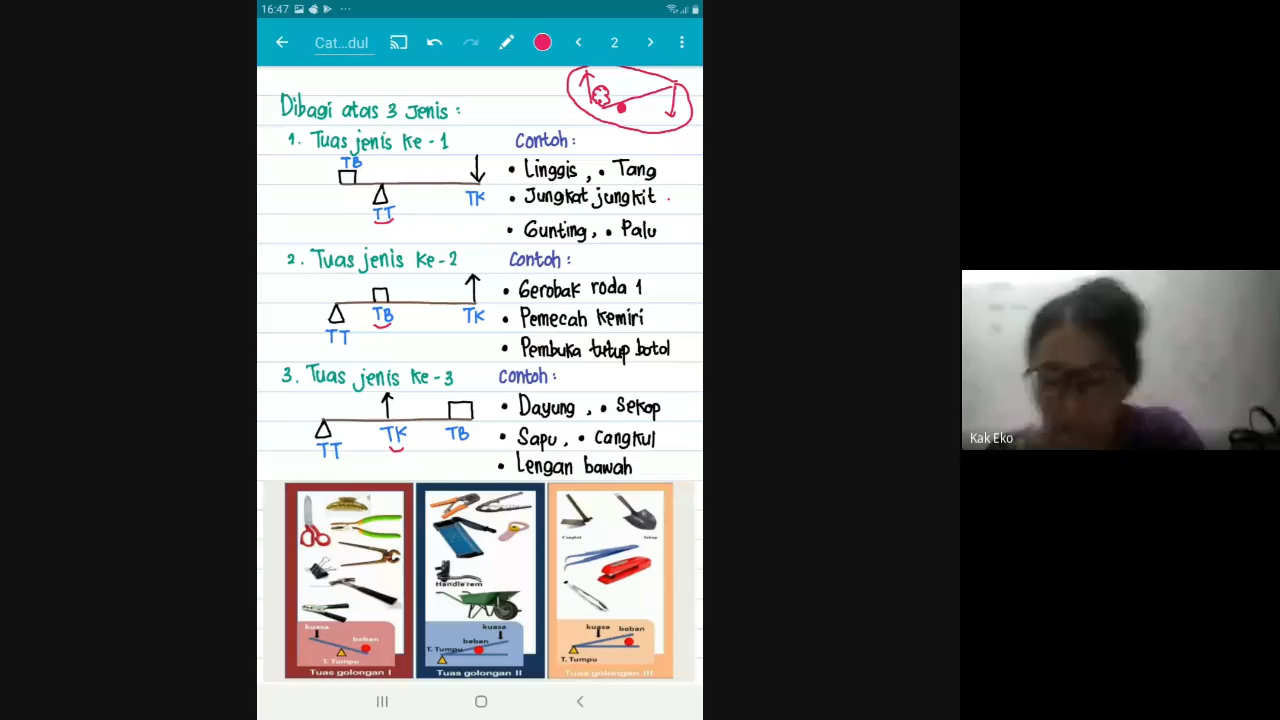 16:47
Cat...dul
2
Dibagi atas 3 Jenis :
1. Tuas jenis ke - 1
Contoh :
TB
TT
TK
• Linggis , • Tang
• Jungkat jungkit
• Gunting , • Palu
2. Tuas jenis ke - 2
Contoh :
TT
TB
TK
• Gerobak roda 1
• Pemecah kemiri
• Pembuka tutup botol
3. Tuas jenis ke - 3
Contoh :
TT
TK
TB
• Dayung , • Sekop
• Sapu , • Cangkul
• Lengan bawah
kuasa
beban
T. Tumpu
Tuas golongan I
Handle rem
kuasa
beban
T. Tumpu
Tuas golongan II
Cangkul
Sekop
kuasa
beban
T. Tumpu
Tuas golongan III
Kak Eko